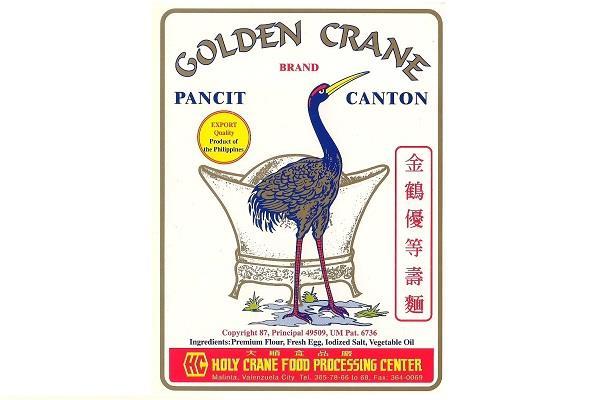 GOLDEN CRANE
BRAND
PANCIT CANTON
EXPORT
Quality
Product of
the Philippines
金鶴優等壽麵
Copyright 87, Principal 49509, UM Pat. 6736
Ingredients:Premium Flour, Fresh Egg, Iodized Salt, Vegetable Oil
HC
大順食品廠
HOLY CRANE FOOD PROCESSING CENTER
Malinta, Valenzuela City Tel. 365-78-66 to 68, Fax: 364-0069